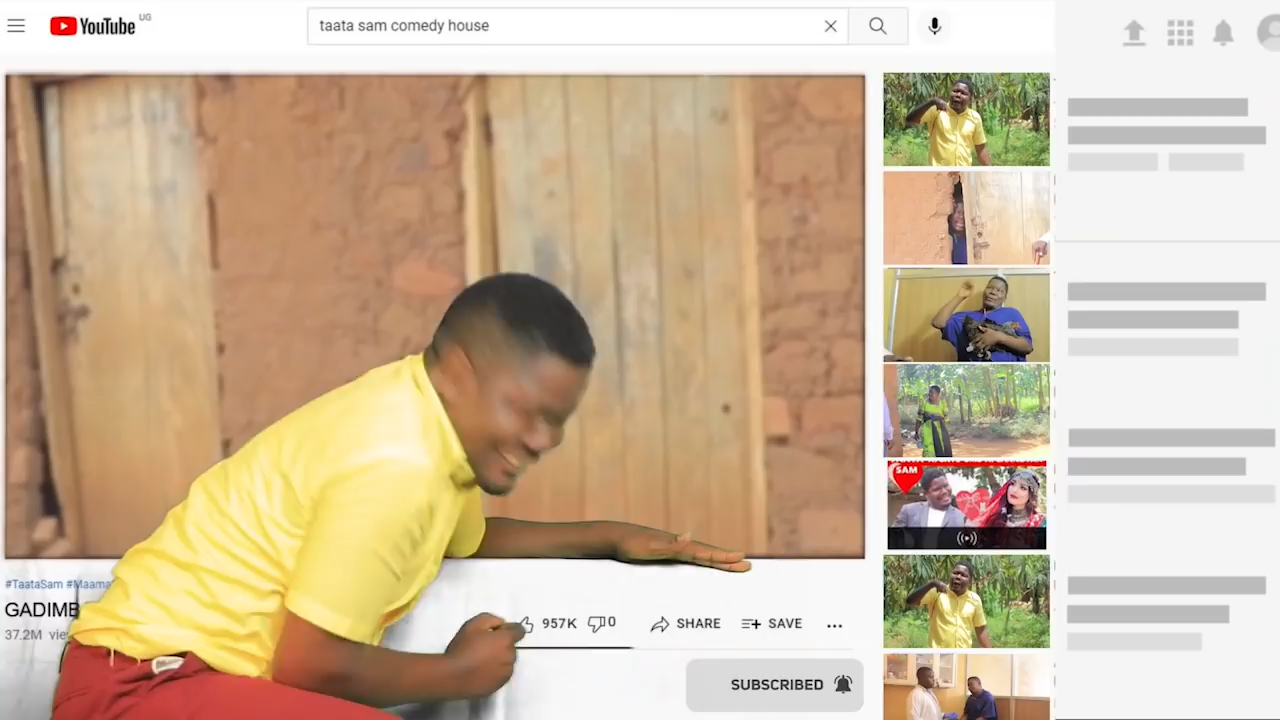 YouTube UG
taata sam comedy house
SAM
#TaataSam #Maama
GADIMB
37.2M
957K 0 SHARE SAVE
SUBSCRIBED